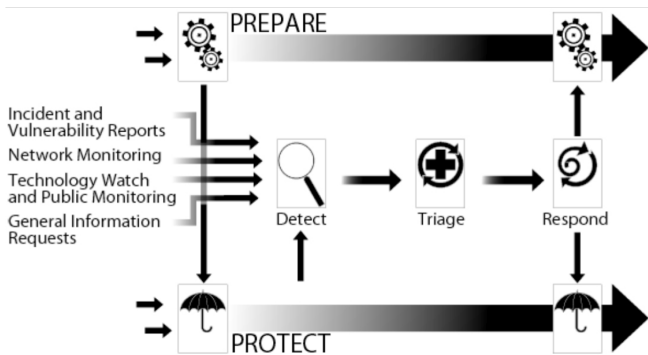 PREPARE
Incident and
Vulnerability Reports
Network Monitoring
Technology Watch
and Public Monitoring
General Information
Requests
Detect
Triage
Respond
PROTECT